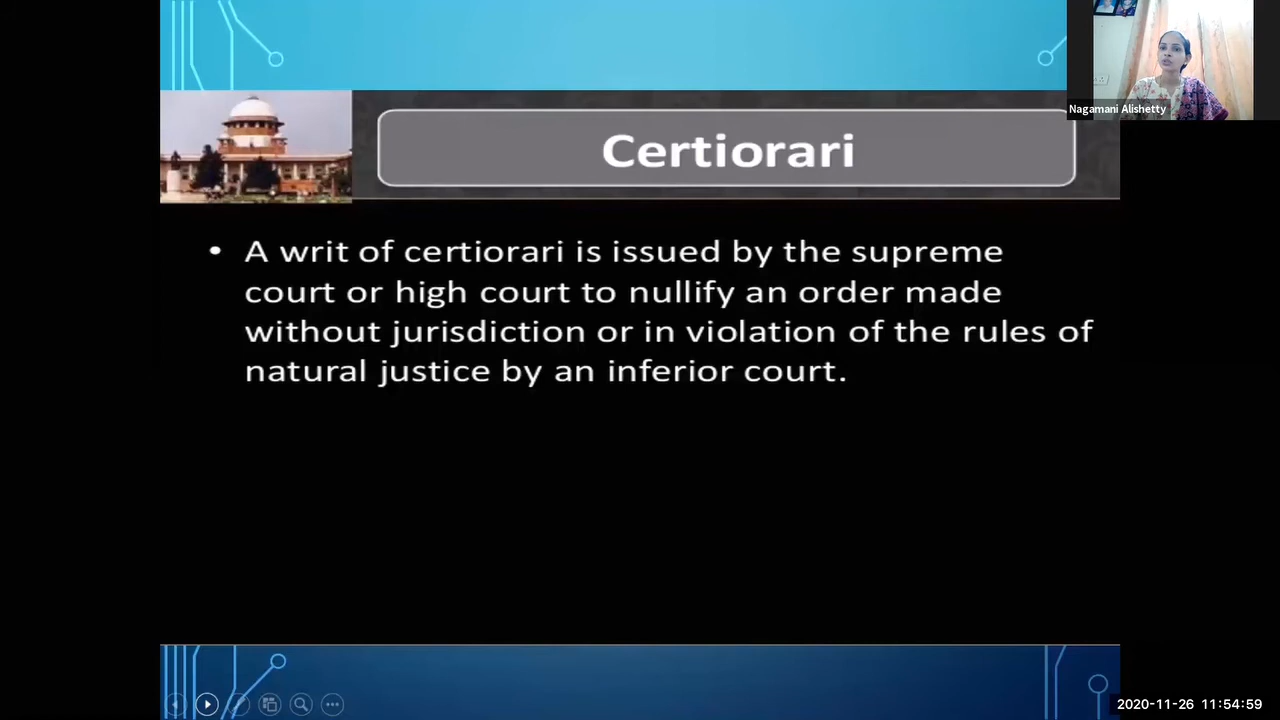 Nagamani Alishetty
Certiorari
• A writ of certiorari is issued by the supreme
court or high court to nullify an order made
without jurisdiction or in violation of the rules of
natural justice by an inferior court.
2020-11-26 11:54:59